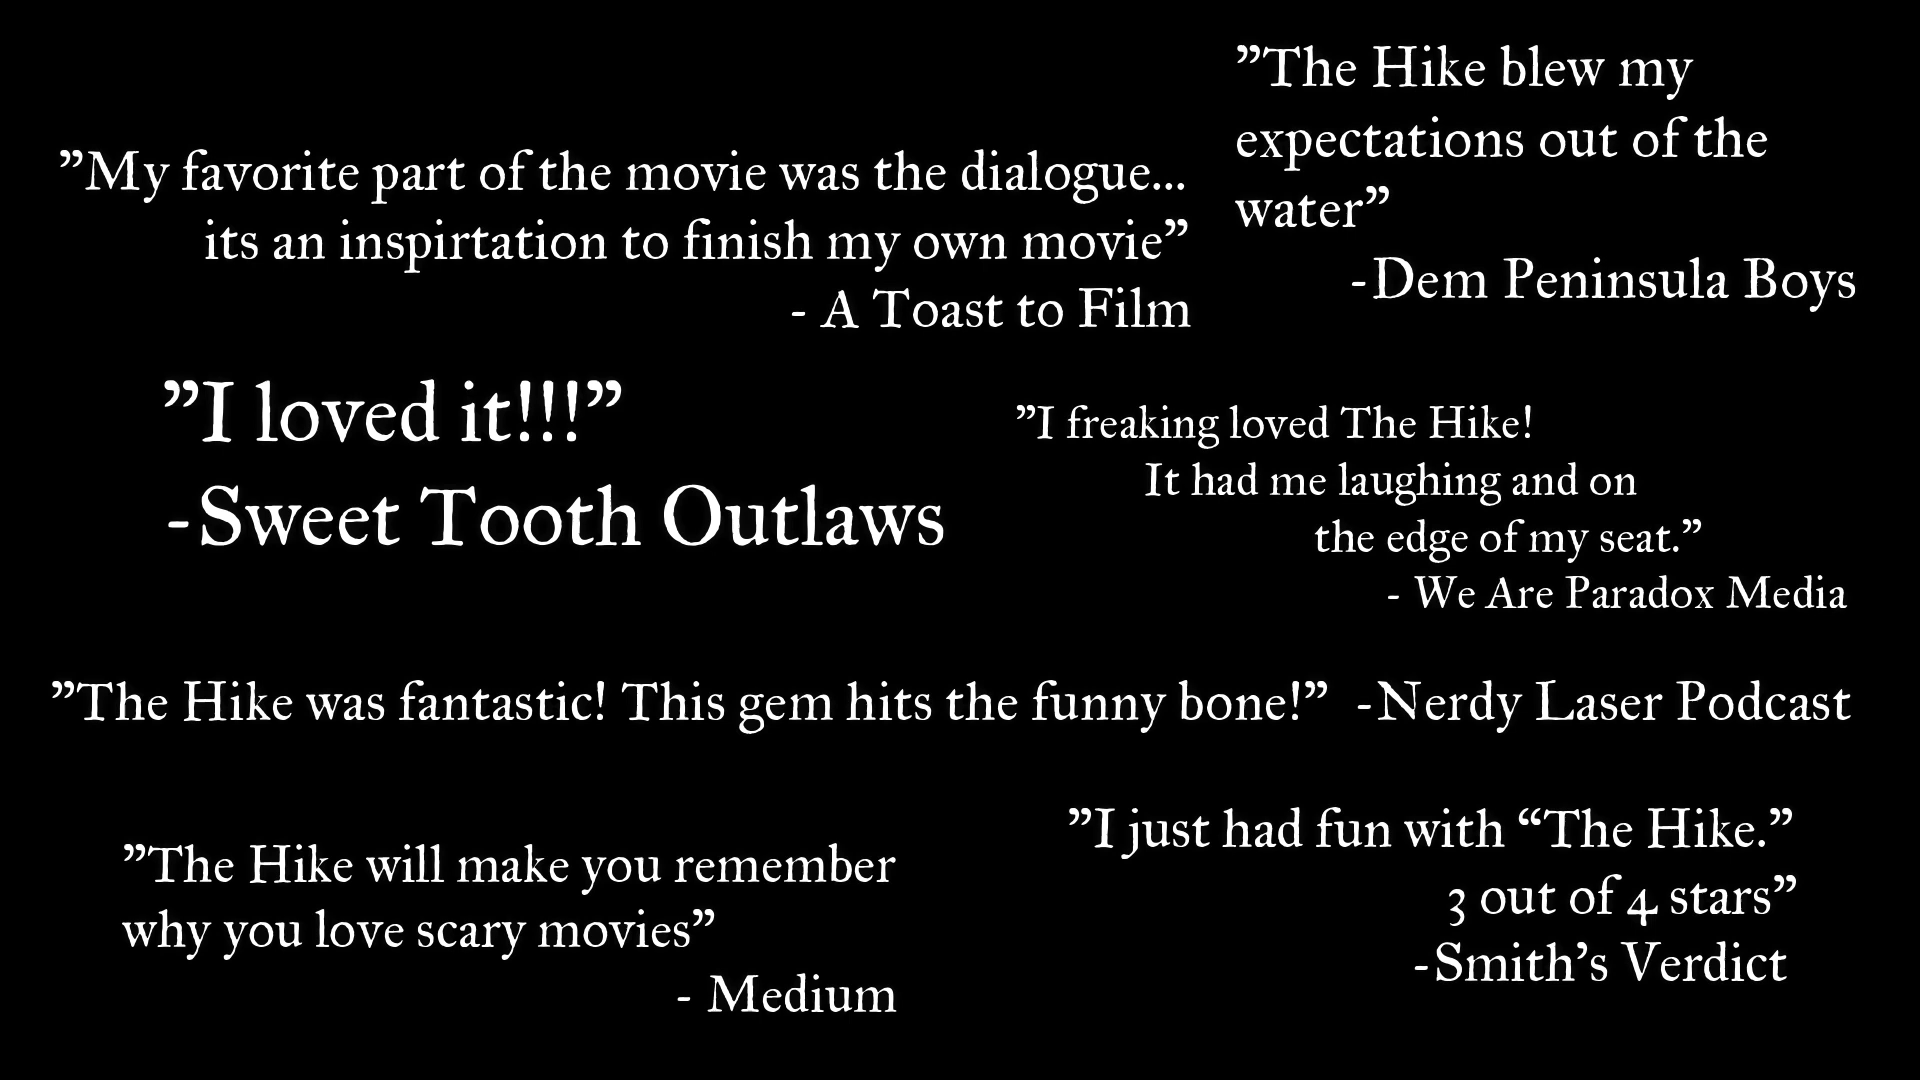 ”My favorite part of the movie was the dialogue...
its an inspirtation to finish my own movie”
- A Toast to Film
”The Hike blew my
expectations out of the
water”
-Dem Peninsula Boys
”I loved it!!!”
-Sweet Tooth Outlaws
”I freaking loved The Hike!
It had me laughing and on
the edge of my seat.”
- We Are Paradox Media
”The Hike was fantastic! This gem hits the funny bone!” -Nerdy Laser Podcast
”The Hike will make you remember
why you love scary movies”
- Medium
”I just had fun with “The Hike.”
3 out of 4 stars”
-Smith’s Verdict